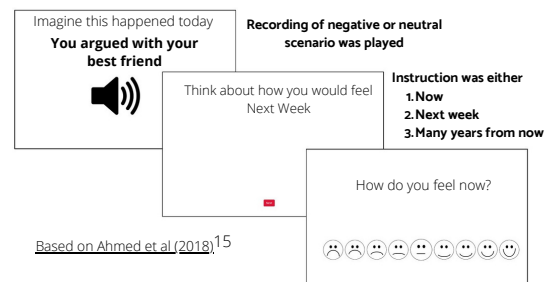 Imagine this happened today
You argued with your
best friend
Recording of negative or neutral
scenario was played
Think about how you would feel
Next Week
Instruction was either
1. Now
2. Next week
3. Many years from now
How do you feel now?
Based on Ahmed et al (2018)15